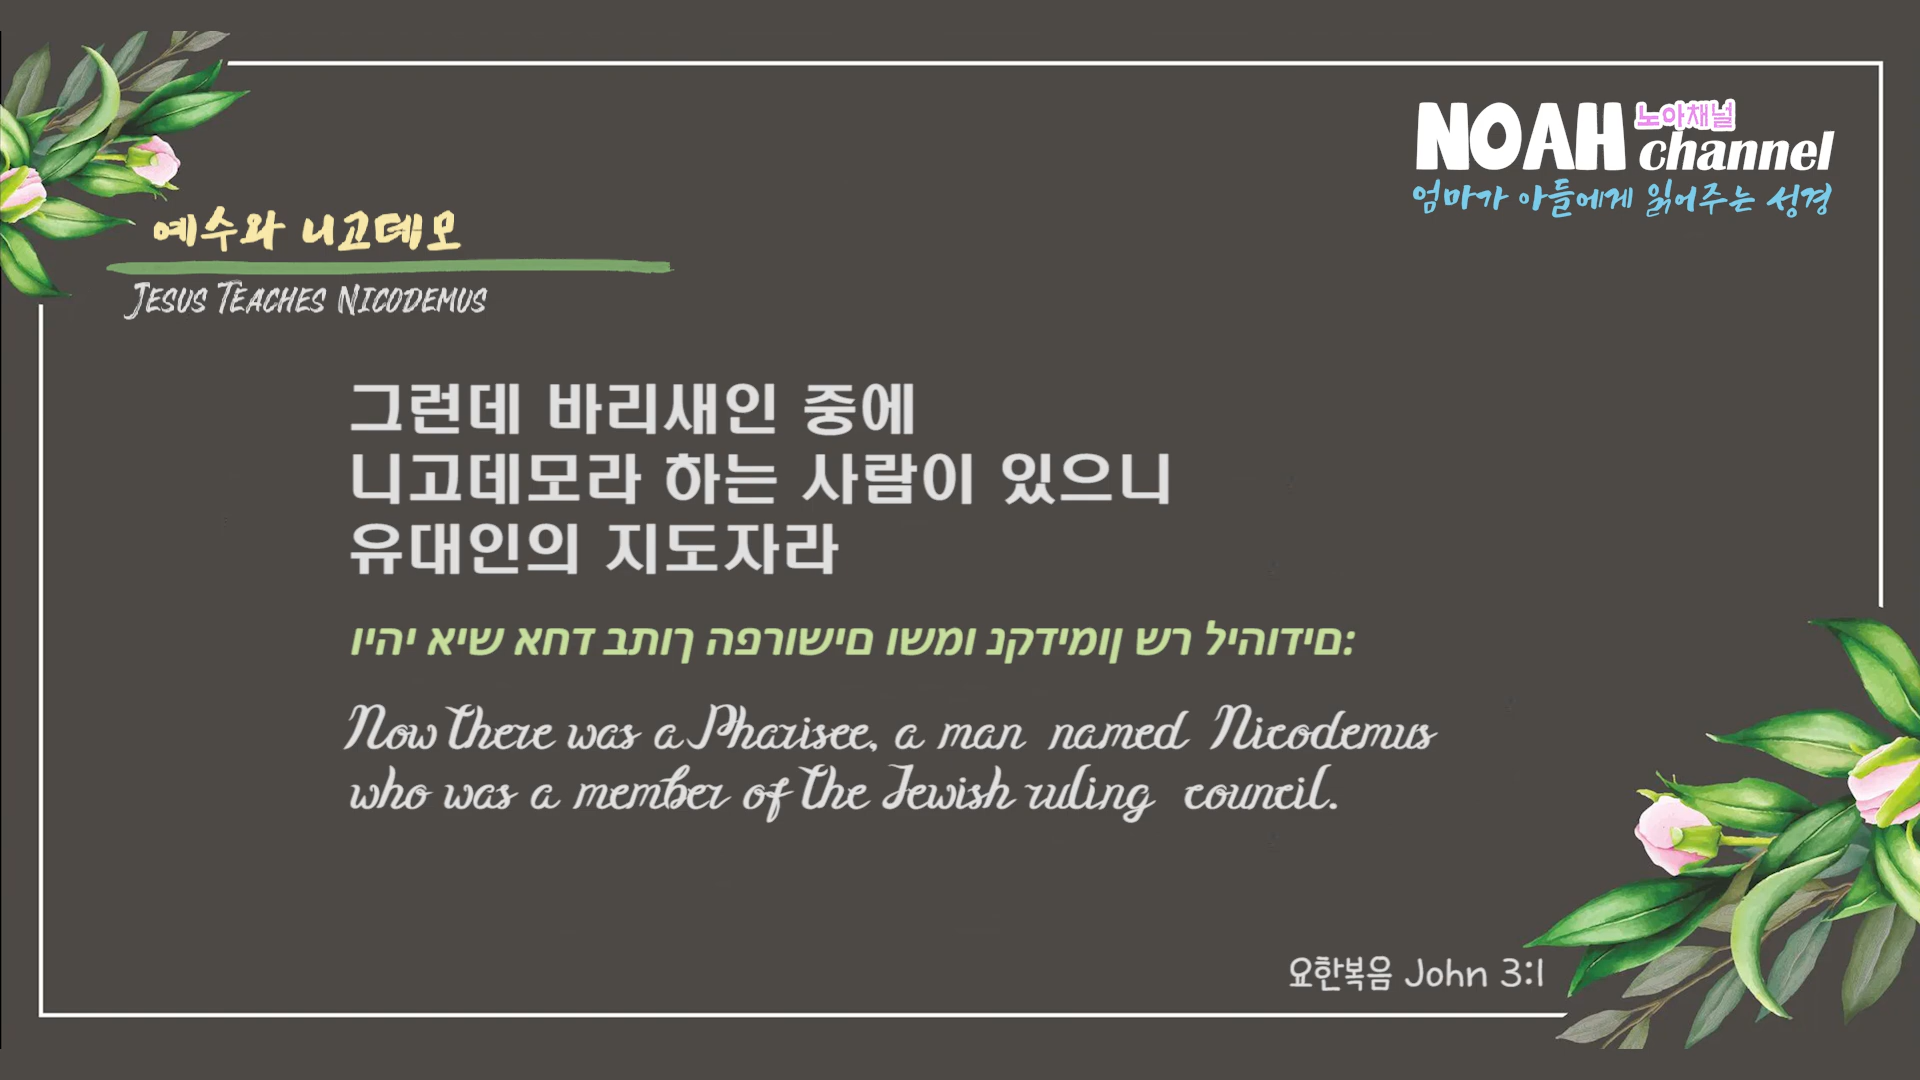 NOAH 노아채널 channel
엄마가 아들에게 읽어주는 성경
예수와 니고데모
Jesus Teaches Nicodemus
그런데 바리새인 중에
니고데모라 하는 사람이 있으니
유대인의 지도자라
ויהי איש אחד בתוך הפרושים ושמו נקדימון שר ליהודים:
Now there was a Pharisee, a man named Nicodemus
who was a member of the Jewish ruling council.
요한복음 John 3:1